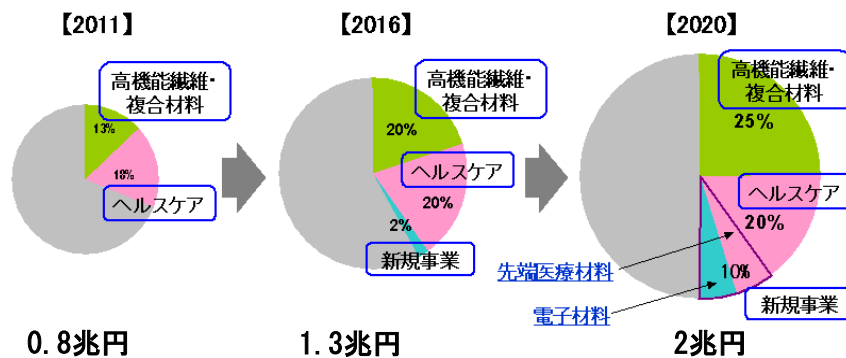 【2011】
高機能繊維・
複合材料
13%
18%
ヘルスケア
0.8兆円
【2016】
高機能繊維・
複合材料
20%
ヘルスケア
20%
2%
新規事業
1.3兆円
【2020】
高機能繊維・
複合材料
25%
ヘルスケア
20%
先端医療材料
10%
新規事業
電子材料
2兆円